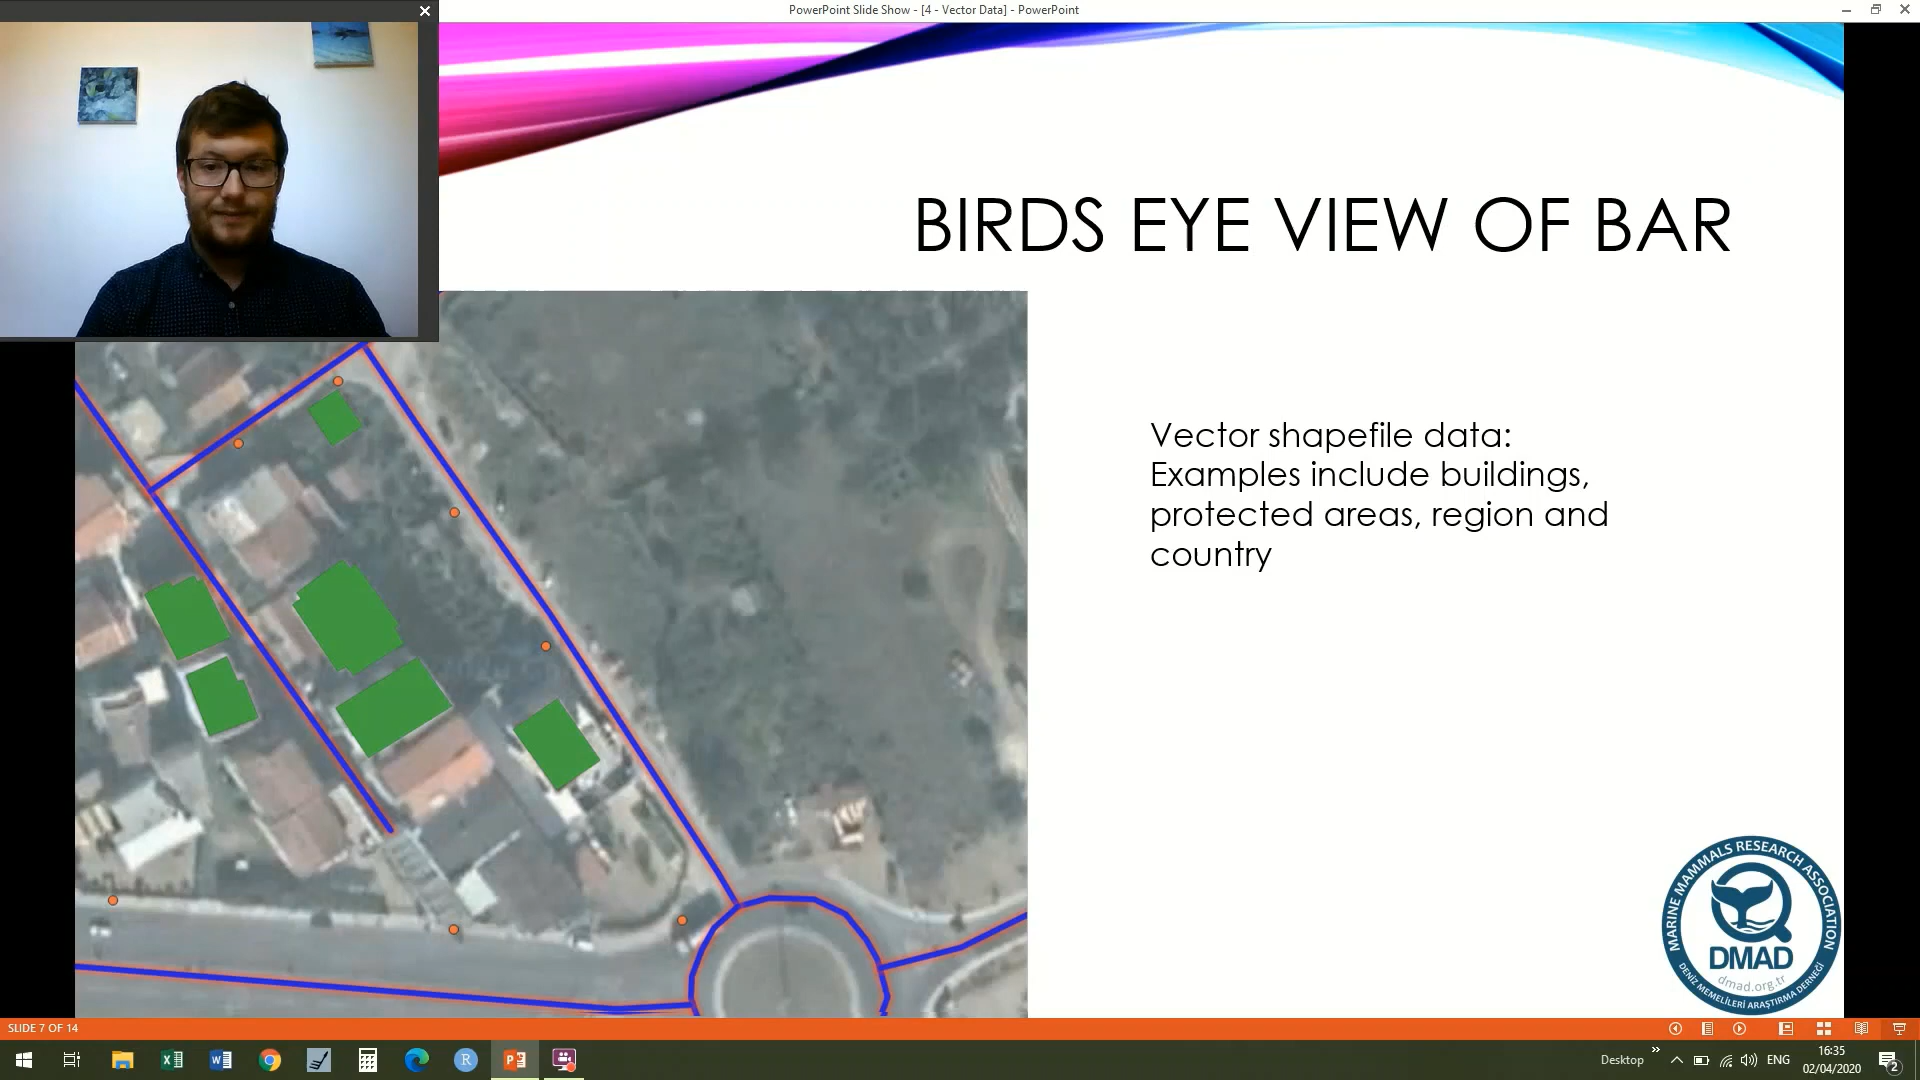 PowerPoint Slide Show - [4 - Vector Data] - PowerPoint
BIRDS EYE VIEW OF BAR
Vector shapefile data:
Examples include buildings,
protected areas, region and
country
MARINE MAMMALS RESEARCH ASSOCIATION
DMAD
dmad.org.tr
DENİZ MEMELİLERİ ARAŞTIRMA DERNEĞİ
SLIDE 7 OF 14
Desktop
ENG
16:35
02/04/2020
2